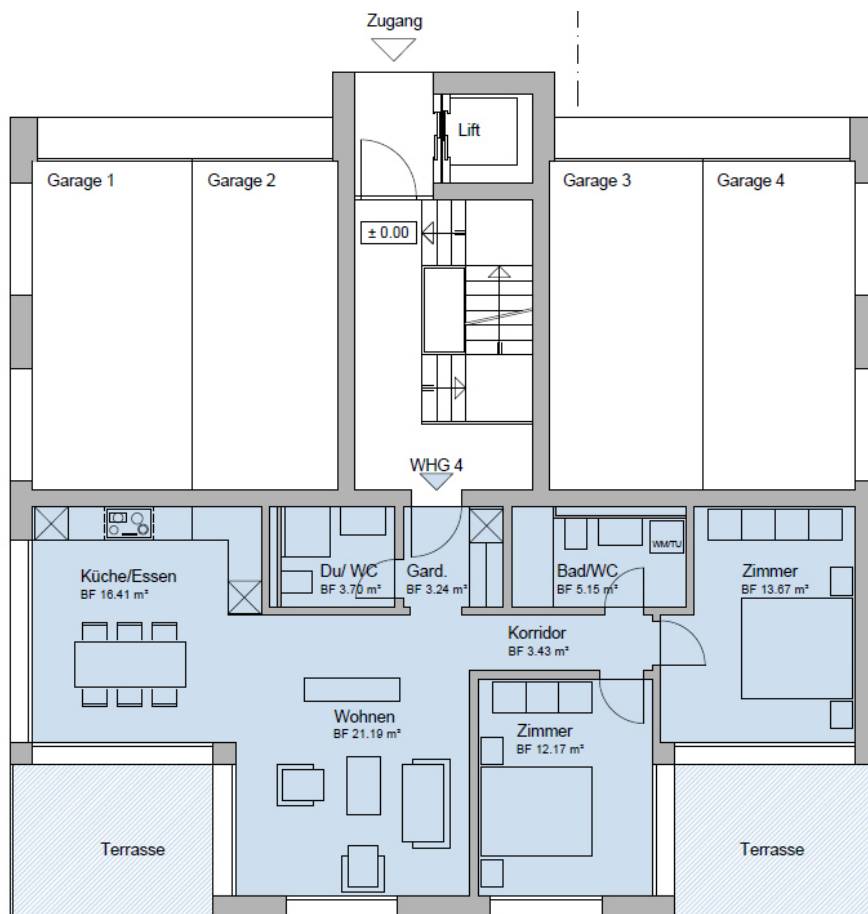 Zugang
Lift
Garage 1
Garage 2
Garage 3
Garage 4
± 0.00
WHG 4
Küche/Essen
BF 16.41 m²
Du/ WC
BF 3.70 m²
Gard.
BF 3.24 m²
Bad/WC
BF 5.15 m²
WM/TU
Zimmer
BF 13.67 m²
Korridor
BF 3.43 m²
Wohnen
BF 21.19 m²
Zimmer
BF 12.17 m²
Terrasse
Terrasse